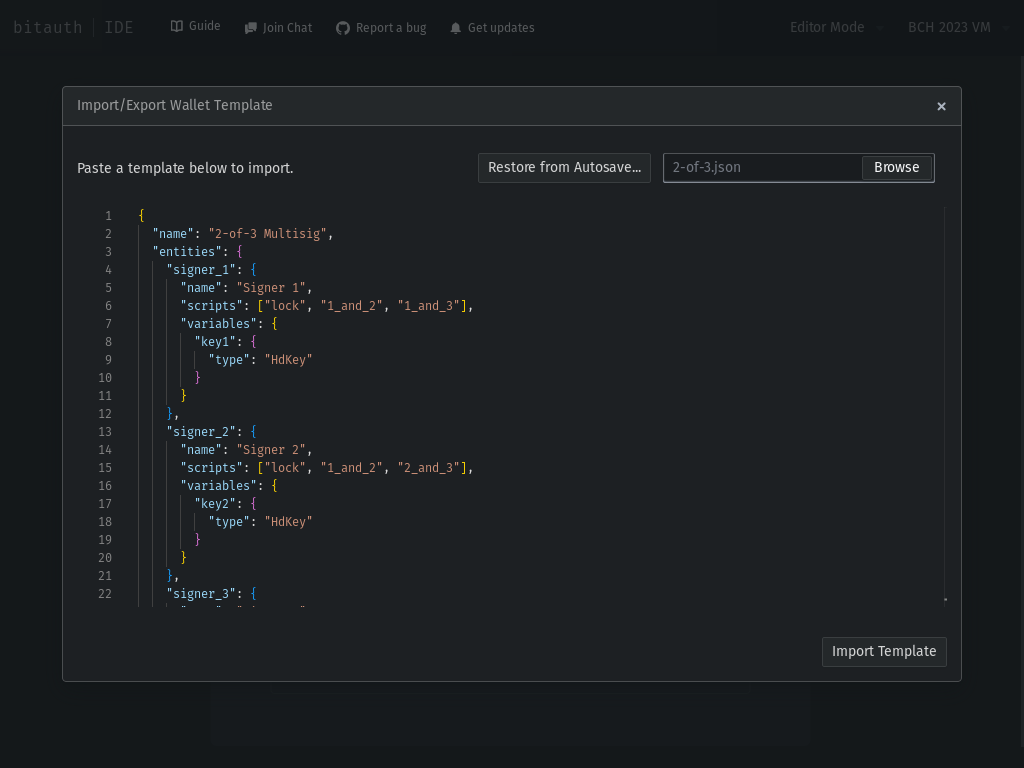 bitauth | IDE Guide Join Chat Report a bug Get updates Editor Mode BCH 2023 VM
Import/Export Wallet Template ×
Paste a template below to import. Restore from Autosave... 2-of-3.json Browse
1 {
2 "name": "2-of-3 Multisig",
3 "entities": {
4 "signer_1": {
5 "name": "Signer 1",
6 "scripts": ["lock", "1_and_2", "1_and_3"],
7 "variables": {
8 "key1": {
9 "type": "HdKey"
10 }
11 }
12 },
13 "signer_2": {
14 "name": "Signer 2",
15 "scripts": ["lock", "1_and_2", "2_and_3"],
16 "variables": {
17 "key2": {
18 "type": "HdKey"
19 }
20 }
21 },
22 "signer_3": {
Import Template